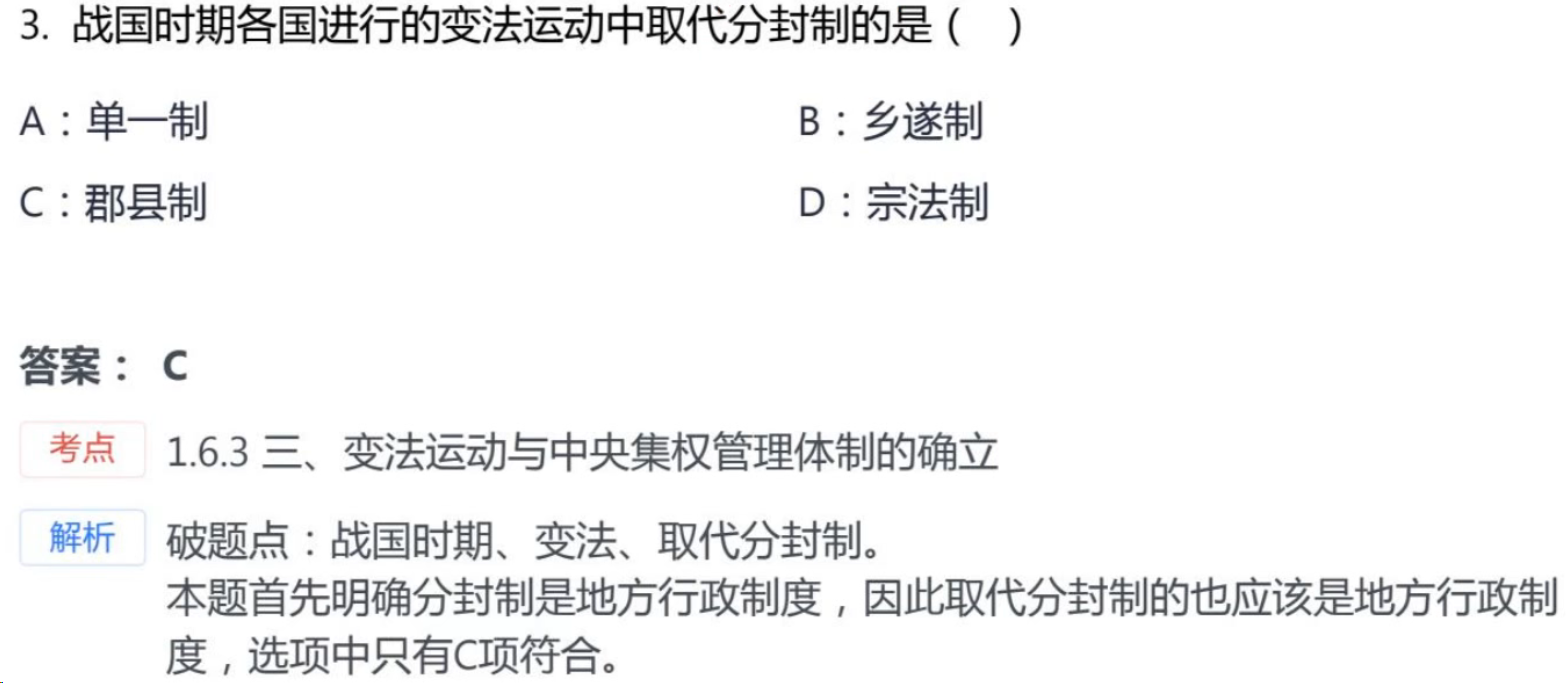 3. 战国时期各国进行的变法运动中取代分封制的是（　）
A：单一制
B：乡遂制
C：郡县制
D：宗法制
答案： C
考点 1.6.3 三、变法运动与中央集权管理体制的确立
解析 破题点：战国时期、变法、取代分封制。
本题首先明确分封制是地方行政制度，因此取代分封制的也应该是地方行政制
度，选项中只有C项符合。